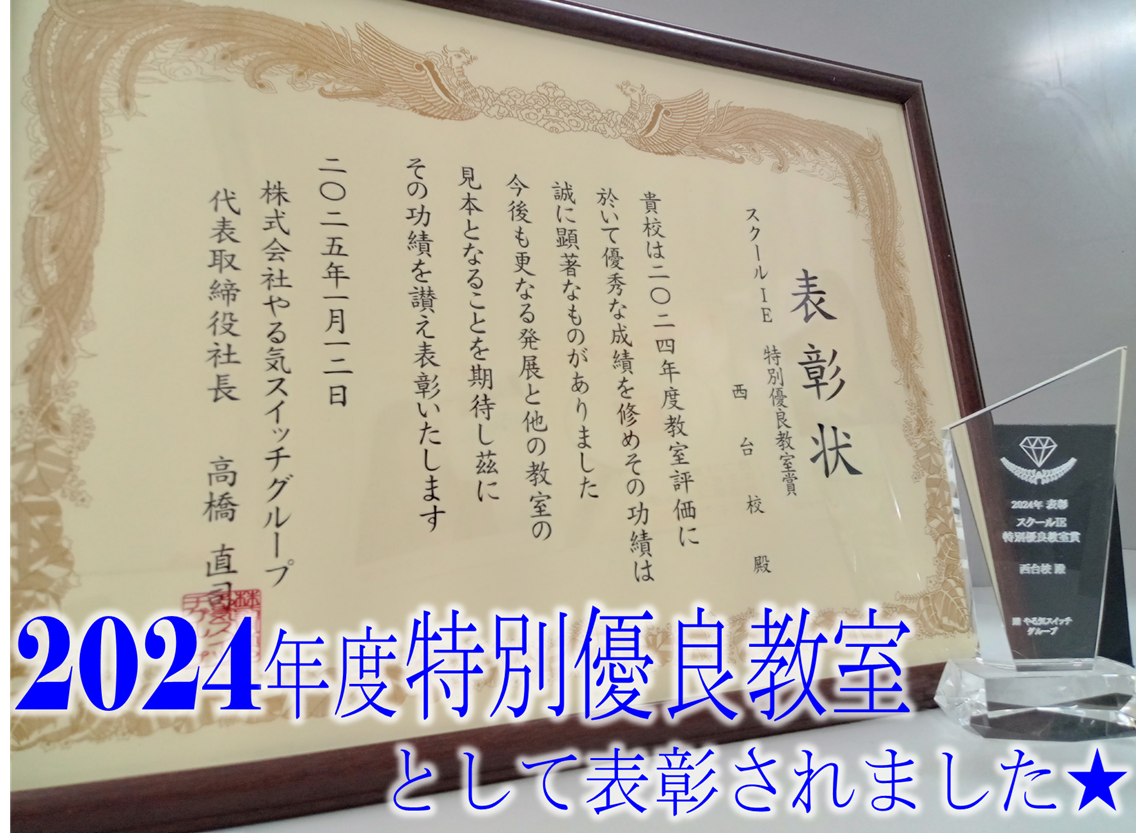 表彰状
スクールIE 特別優良教室賞
西台校殿
貴校は二〇二四年度教室評価に
於いて優秀な成績を修めその功績は
誠に顕著なものがありました
今後も更なる発展と他の教室の
見本となることを期待し茲に
その功績を讃え表彰いたします
二〇二五年一月一二日
株式会社やる気スイッチグループ
代表取締役社長 高橋 直司
2024年 表彰
スクールIE
特別優良教室賞
西台校 殿
やる気スイッチ
グループ
2024年度特別優良教室
として表彰されました★